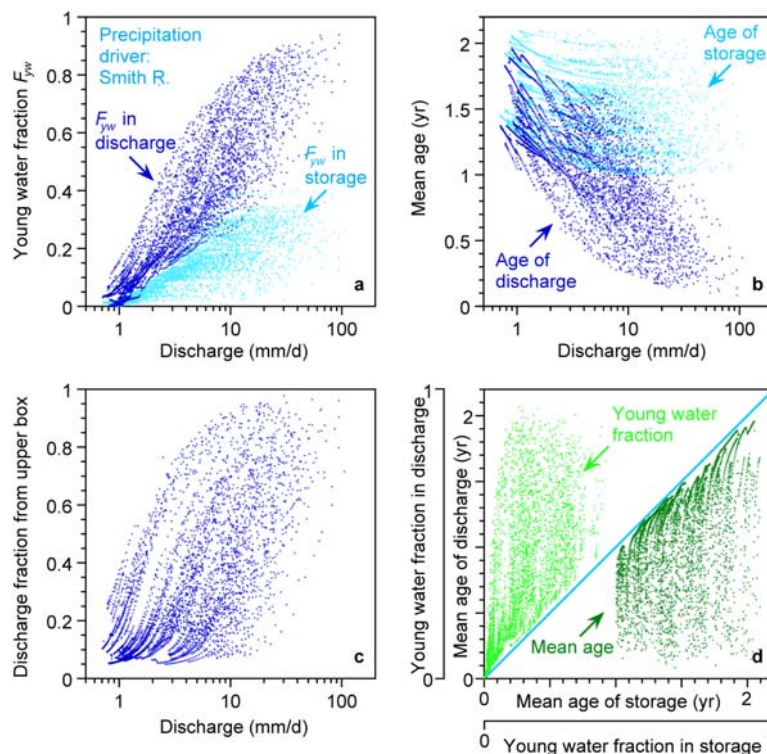 Young water fraction Fyw
1
0.8
0.6
0.4
0.2
0
Precipitation
driver:
Smith R.
Fyw in
discharge
Fyw in
storage
a
1
10
100
Discharge (mm/d)
Mean age (yr)
2
1.5
1
0.5
0
Age of
storage
Age of
discharge
b
1
10
100
Discharge (mm/d)
Discharge fraction from upper box
1
0.8
0.6
0.4
0.2
0
c
1
10
100
Discharge (mm/d)
Young water fraction in discharge
1
0
Mean age of discharge (yr)
2
Young water
fraction
Mean age
d
0
Mean age of storage (yr)
2
0
Young water fraction in storage